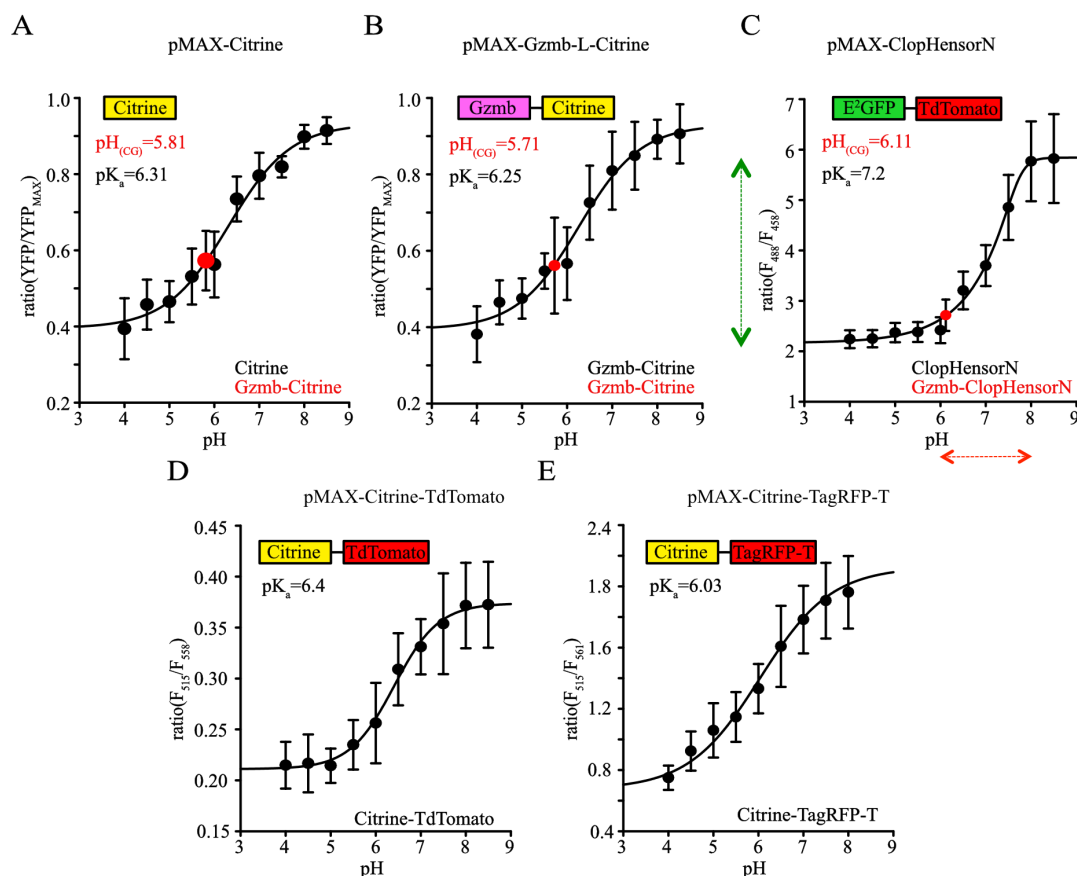 A
pMAX-Citrine
Citrine
pH(CG)=5.81
pKa=6.31
ratio(YFP/YFPMAX)
1.0
0.8
0.6
0.4
0.2
3 4 5 6 7 8 9
pH
Citrine
Gzmb-Citrine
B
pMAX-Gzmb-L-Citrine
Gzmb
Citrine
pH(CG)=5.71
pKa=6.25
ratio(YFP/YFPMAX)
1.0
0.8
0.6
0.4
0.2
3 4 5 6 7 8 9
pH
Gzmb-Citrine
Gzmb-Citrine
C
pMAX-ClopHensorN
E²GFP
TdTomato
pH(CG)=6.11
pKa=7.2
ratio(F488/F458)
7
6
5
4
3
2
1
3 4 5 6 7 8 9
pH
ClopHensorN
Gzmb-ClopHensorN
D
pMAX-Citrine-TdTomato
Citrine
TdTomato
pKa=6.4
ratio(F515/F558)
0.45
0.40
0.35
0.30
0.25
0.20
0.15
3 4 5 6 7 8 9
pH
Citrine-TdTomato
E
pMAX-Citrine-TagRFP-T
Citrine
TagRFP-T
pKa=6.03
ratio(F515/F561)
2.4
1.8
1.6
1.2
0.8
0.4
3 4 5 6 7 8 9
pH
Citrine-TagRFP-T